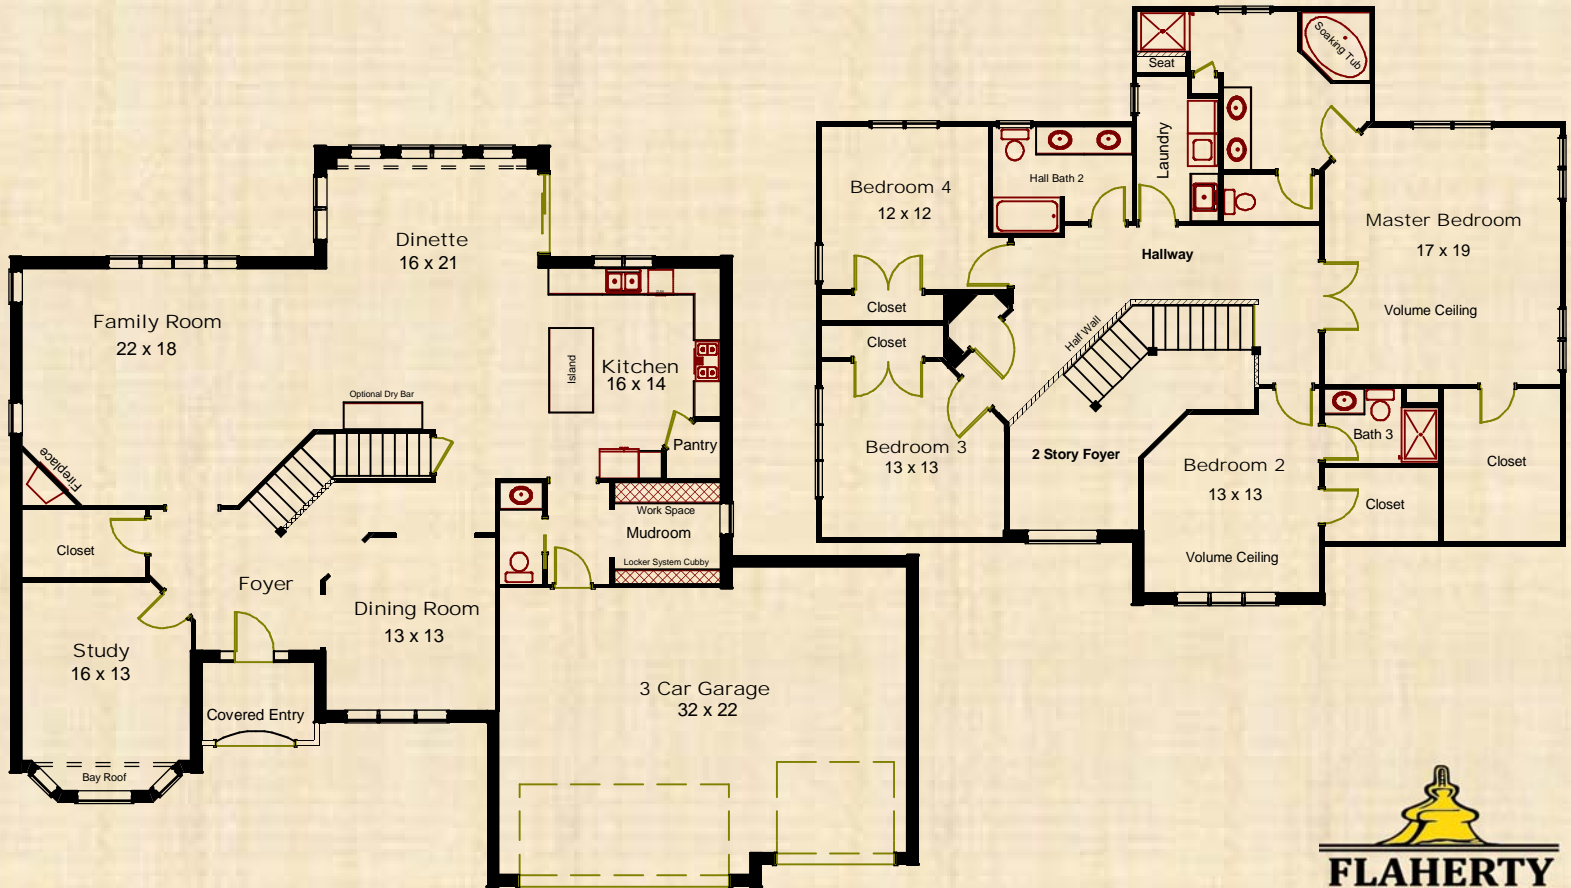 Dinette
16 x 21
Family Room
22 x 18
Optional Dry Bar
Island
Kitchen
16 x 14
Pantry
Fireplace
Work Space
Mudroom
Locker System Cubby
Closet
Foyer
Dining Room
13 x 13
Study
16 x 13
Covered Entry
Bay Roof
3 Car Garage
32 x 22
Seat
Soaking Tub
Laundry
Bedroom 4
12 x 12
Hall Bath 2
Master Bedroom
17 x 19
Volume Ceiling
Hallway
Closet
Closet
Half Wall
Bedroom 3
13 x 13
2 Story Foyer
Bath 3
Bedroom 2
13 x 13
Closet
Closet
Volume Ceiling
FLAHERTY